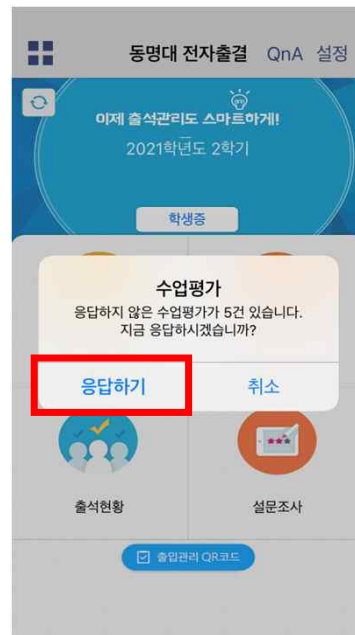 동명대 전자출결 QnA 설정
이제 출석관리도 스마트하게!
2021학년도 2학기
학생증
수업평가
응답하지 않은 수업평가가 5건 있습니다.
지금 응답하시겠습니까?
응답하기 취소
출석현황 설문조사
출입관리 QR코드